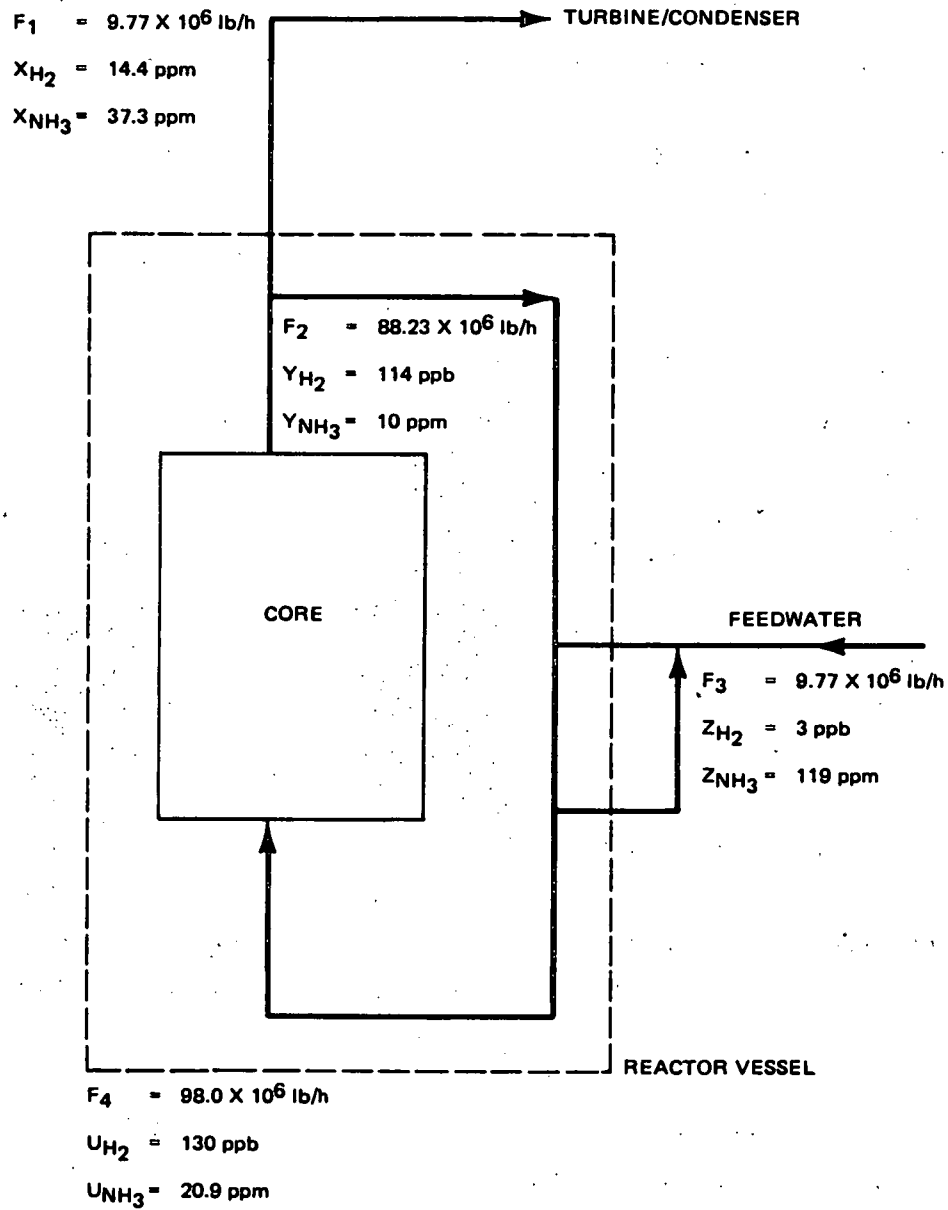 F1 = 9.77 X 10^6 lb/h
XH2 = 14.4 ppm
XNH3 = 37.3 ppm
TURBINE/CONDENSER
F2 = 88.23 X 10^6 lb/h
YH2 = 114 ppb
YNH3 = 10 ppm
CORE
FEEDWATER
F3 = 9.77 X 10^6 lb/h
ZH2 = 3 ppb
ZNH3 = 119 ppm
REACTOR VESSEL
F4 = 98.0 X 10^6 lb/h
UH2 = 130 ppb
UNH3 = 20.9 ppm